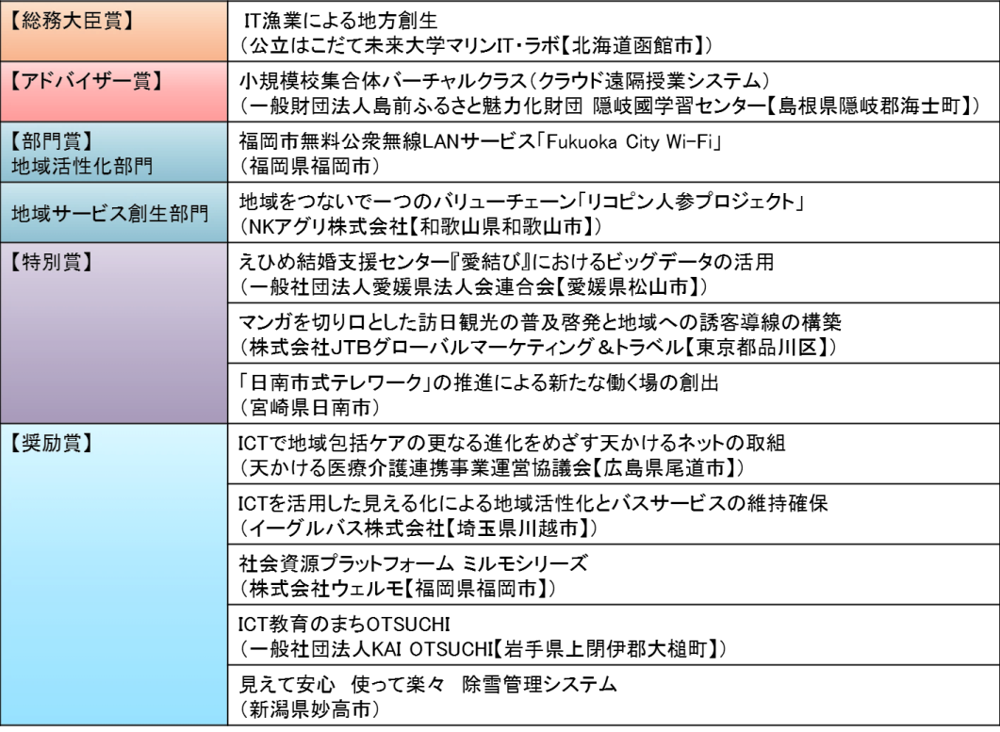 【総務大臣賞】
IT漁業による地方創生
(公立はこだて未来大学マリンIT・ラボ【北海道函館市】)
【アドバイザー賞】
小規模校集合体バーチャルクラス(クラウド遠隔授業システム)
(一般財団法人島前ふるさと魅力化財団 隠岐國学習センター【島根県隠岐郡海士町】)
【部門賞】
地域活性化部門
福岡市無料公衆無線LANサービス「Fukuoka City Wi-Fi」
(福岡県福岡市)
地域サービス創生部門
地域をつないで一つのバリューチェーン「リコピン人参プロジェクト」
(NKアグリ株式会社【和歌山県和歌山市】)
【特別賞】
えひめ結婚支援センター『愛結び』におけるビッグデータの活用
(一般社団法人愛媛県法人会連合会【愛媛県松山市】)
マンガを切り口とした訪日観光の普及啓発と地域への誘客導線の構築
(株式会社JTBグローバルマーケティング&トラベル【東京都品川区】)
「日南市式テレワーク」の推進による新たな働く場の創出
(宮崎県日南市)
【奨励賞】
ICTで地域包括ケアの更なる進化をめざす天かけるネットの取組
(天かける医療介護連携事業運営協議会【広島県尾道市】)
ICTを活用した見える化による地域活性化とバスサービスの維持確保
(イーグルバス株式会社【埼玉県川越市】)
社会資源プラットフォーム ミルモシリーズ
(株式会社ウェルモ【福岡県福岡市】)
ICT教育のまちOTSUCHI
(一般社団法人KAI OTSUCHI【岩手県上閉伊郡大槌町】)
見えて安心 使って楽々 除雪管理システム
(新潟県妙高市)